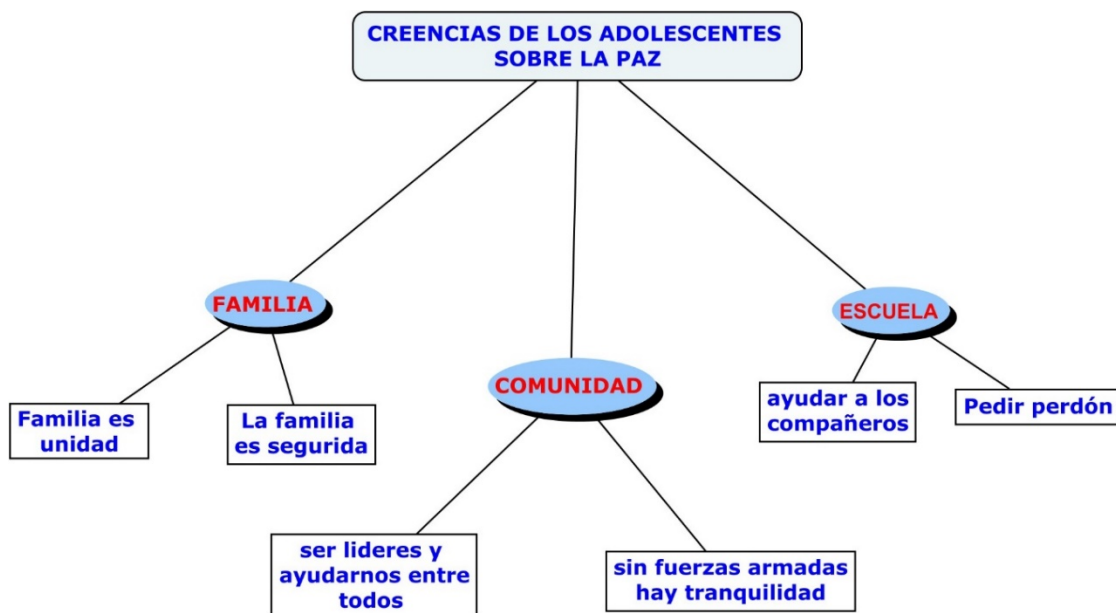 CREENCIAS DE LOS ADOLESCENTES
SOBRE LA PAZ
FAMILIA
Familia es
unidad
La familia
es segurida
COMUNIDAD
ser lideres y
ayudarnos entre
todos
sin fuerzas armadas
hay tranquilidad
ESCUELA
ayudar a los
compañeros
Pedir perdón